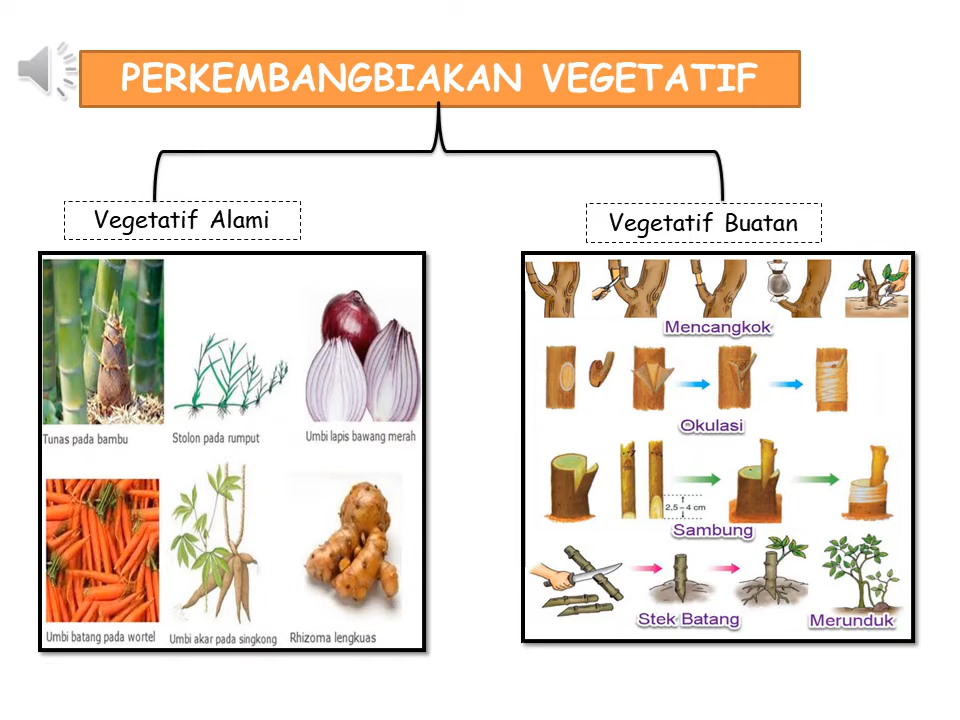 PERKEMBANGBIAKAN VEGETATIF
Vegetatif Alami
Tunas pada bambu
Stolon pada rumput
Umbi lapis bawang merah
Umbi batang pada wortel
Umbi akar pada singkong
Rhizoma lengkuas
Vegetatif Buatan
Mencangkok
Okulasi
2,5 – 4 cm
Sambung
Stek Batang
Merunduk